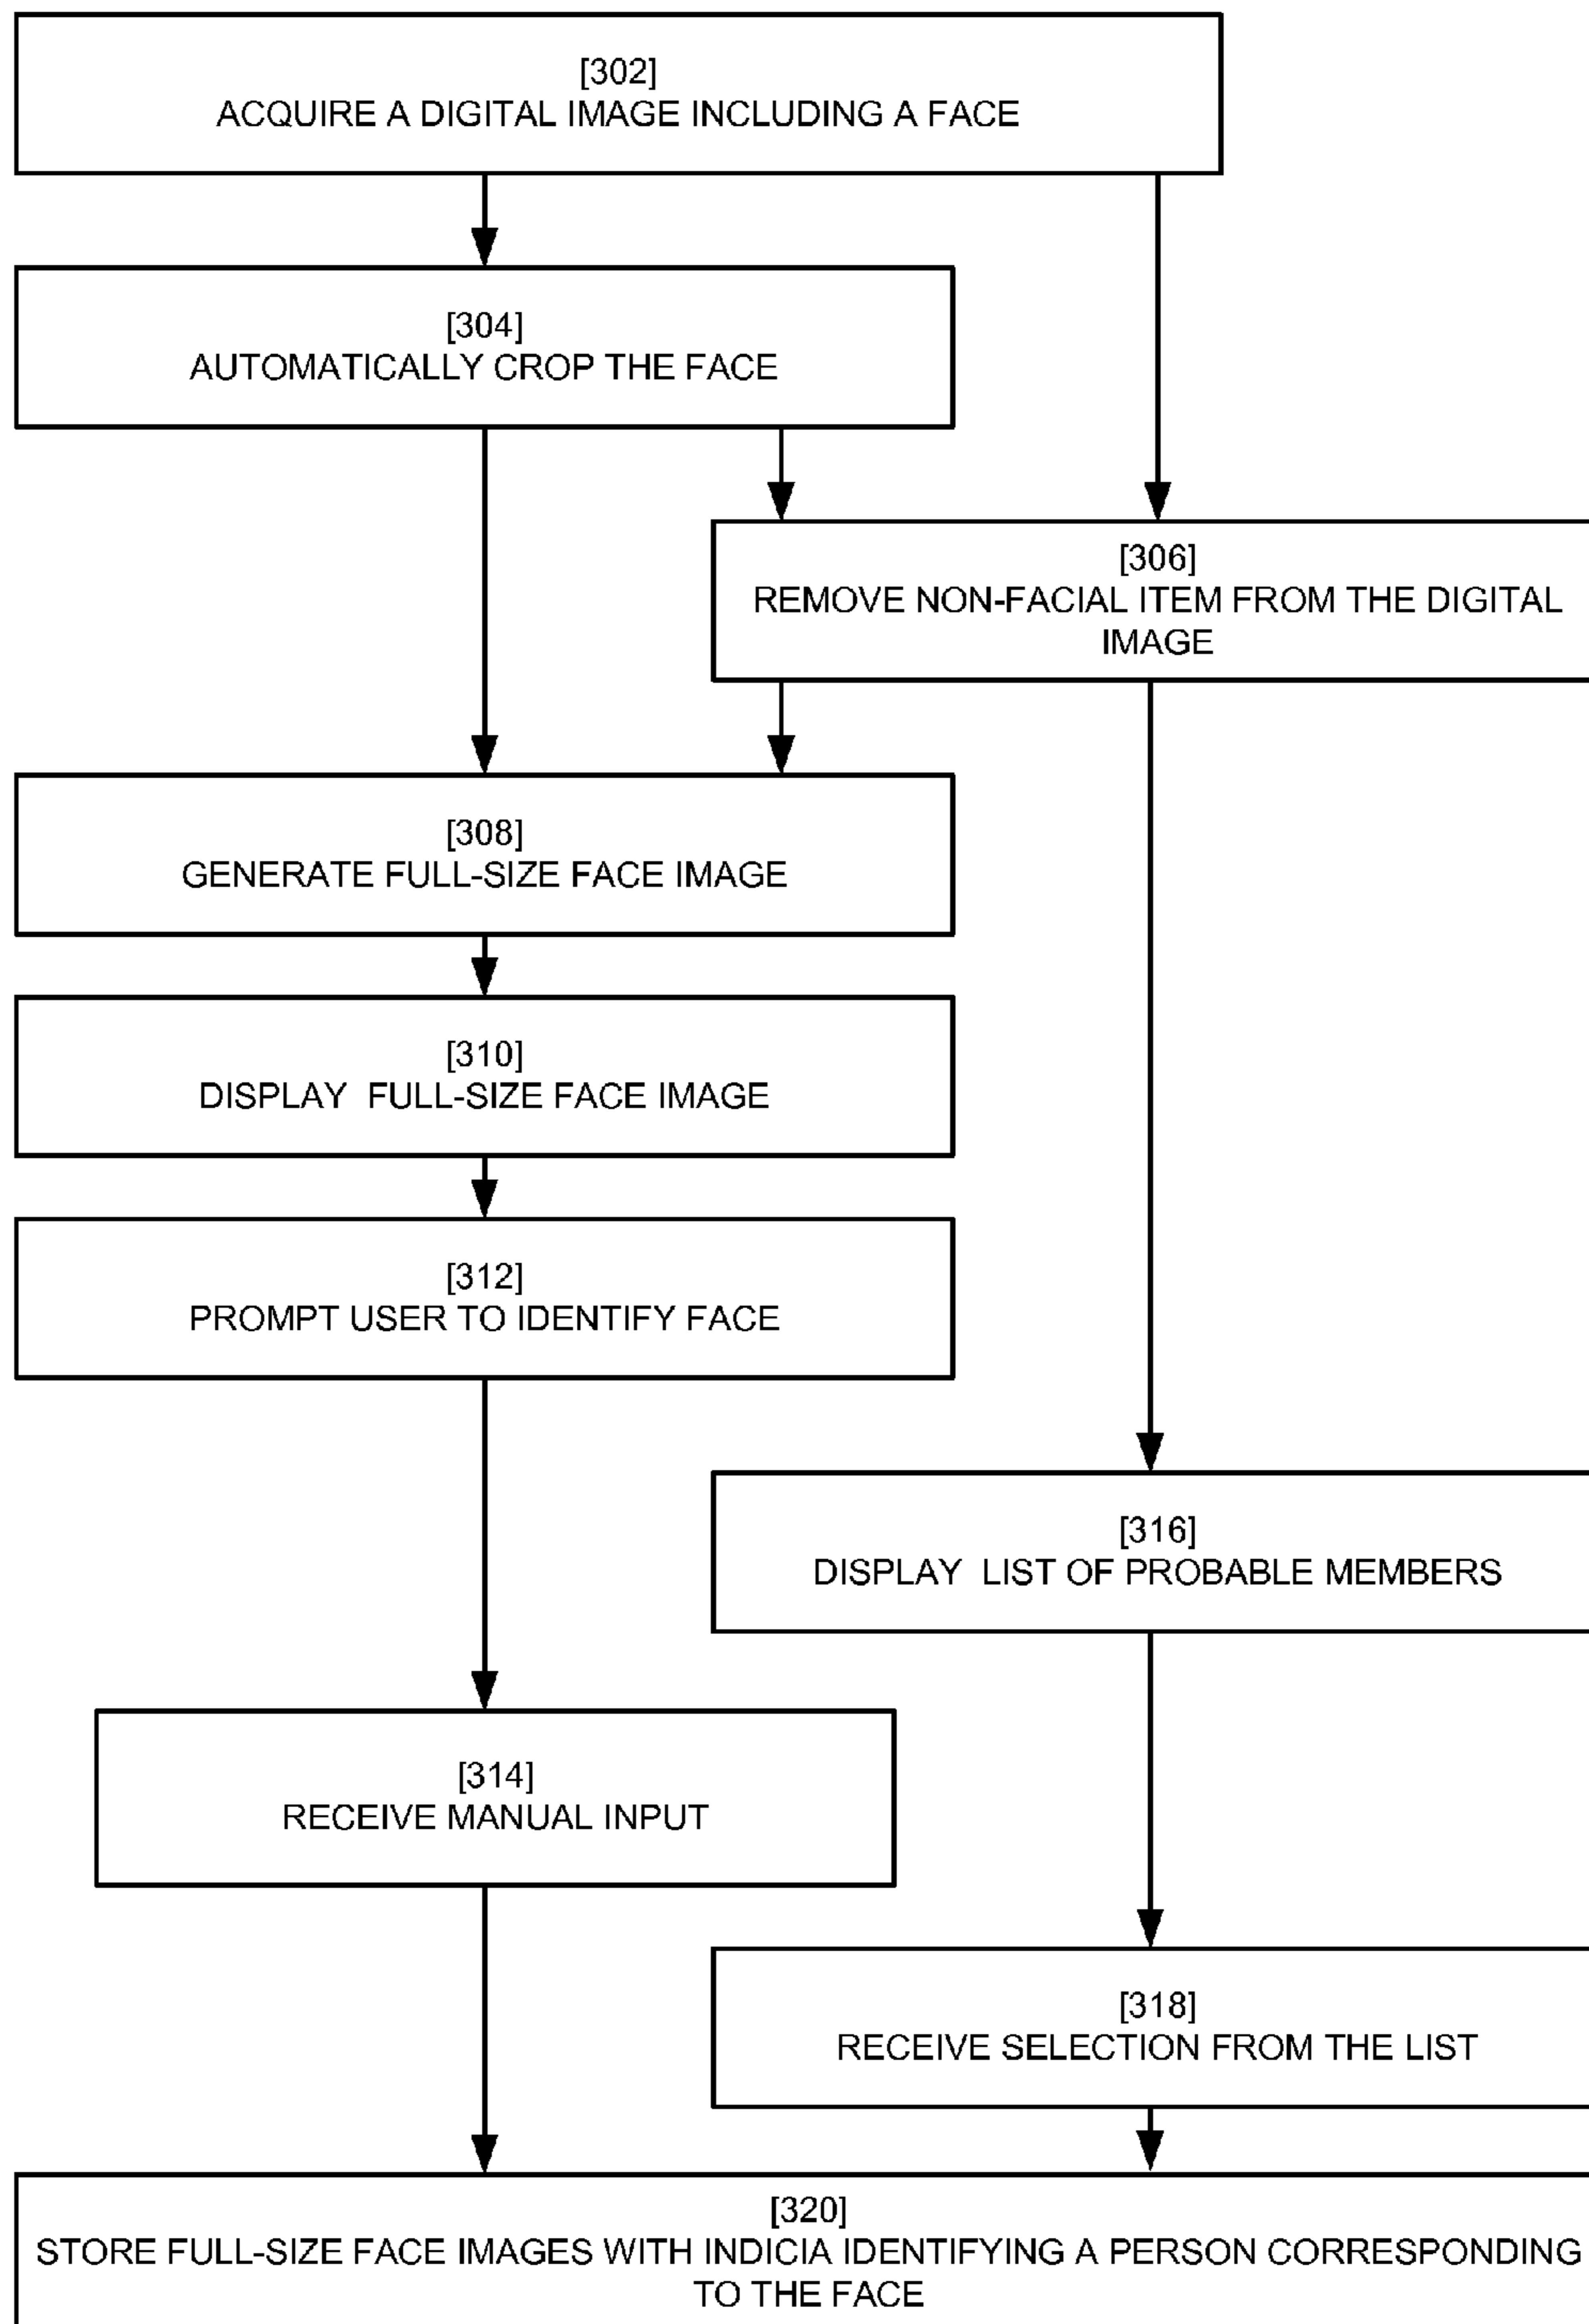 [302]
ACQUIRE A DIGITAL IMAGE INCLUDING A FACE
[304]
AUTOMATICALLY CROP THE FACE
[306]
REMOVE NON-FACIAL ITEM FROM THE DIGITAL
IMAGE
[308]
GENERATE FULL-SIZE FACE IMAGE
[310]
DISPLAY FULL-SIZE FACE IMAGE
[312]
PROMPT USER TO IDENTIFY FACE
[316]
DISPLAY LIST OF PROBABLE MEMBERS
[314]
RECEIVE MANUAL INPUT
[318]
RECEIVE SELECTION FROM THE LIST
[320]
STORE FULL-SIZE FACE IMAGES WITH INDICIA IDENTIFYING A PERSON CORRESPONDING
TO THE FACE